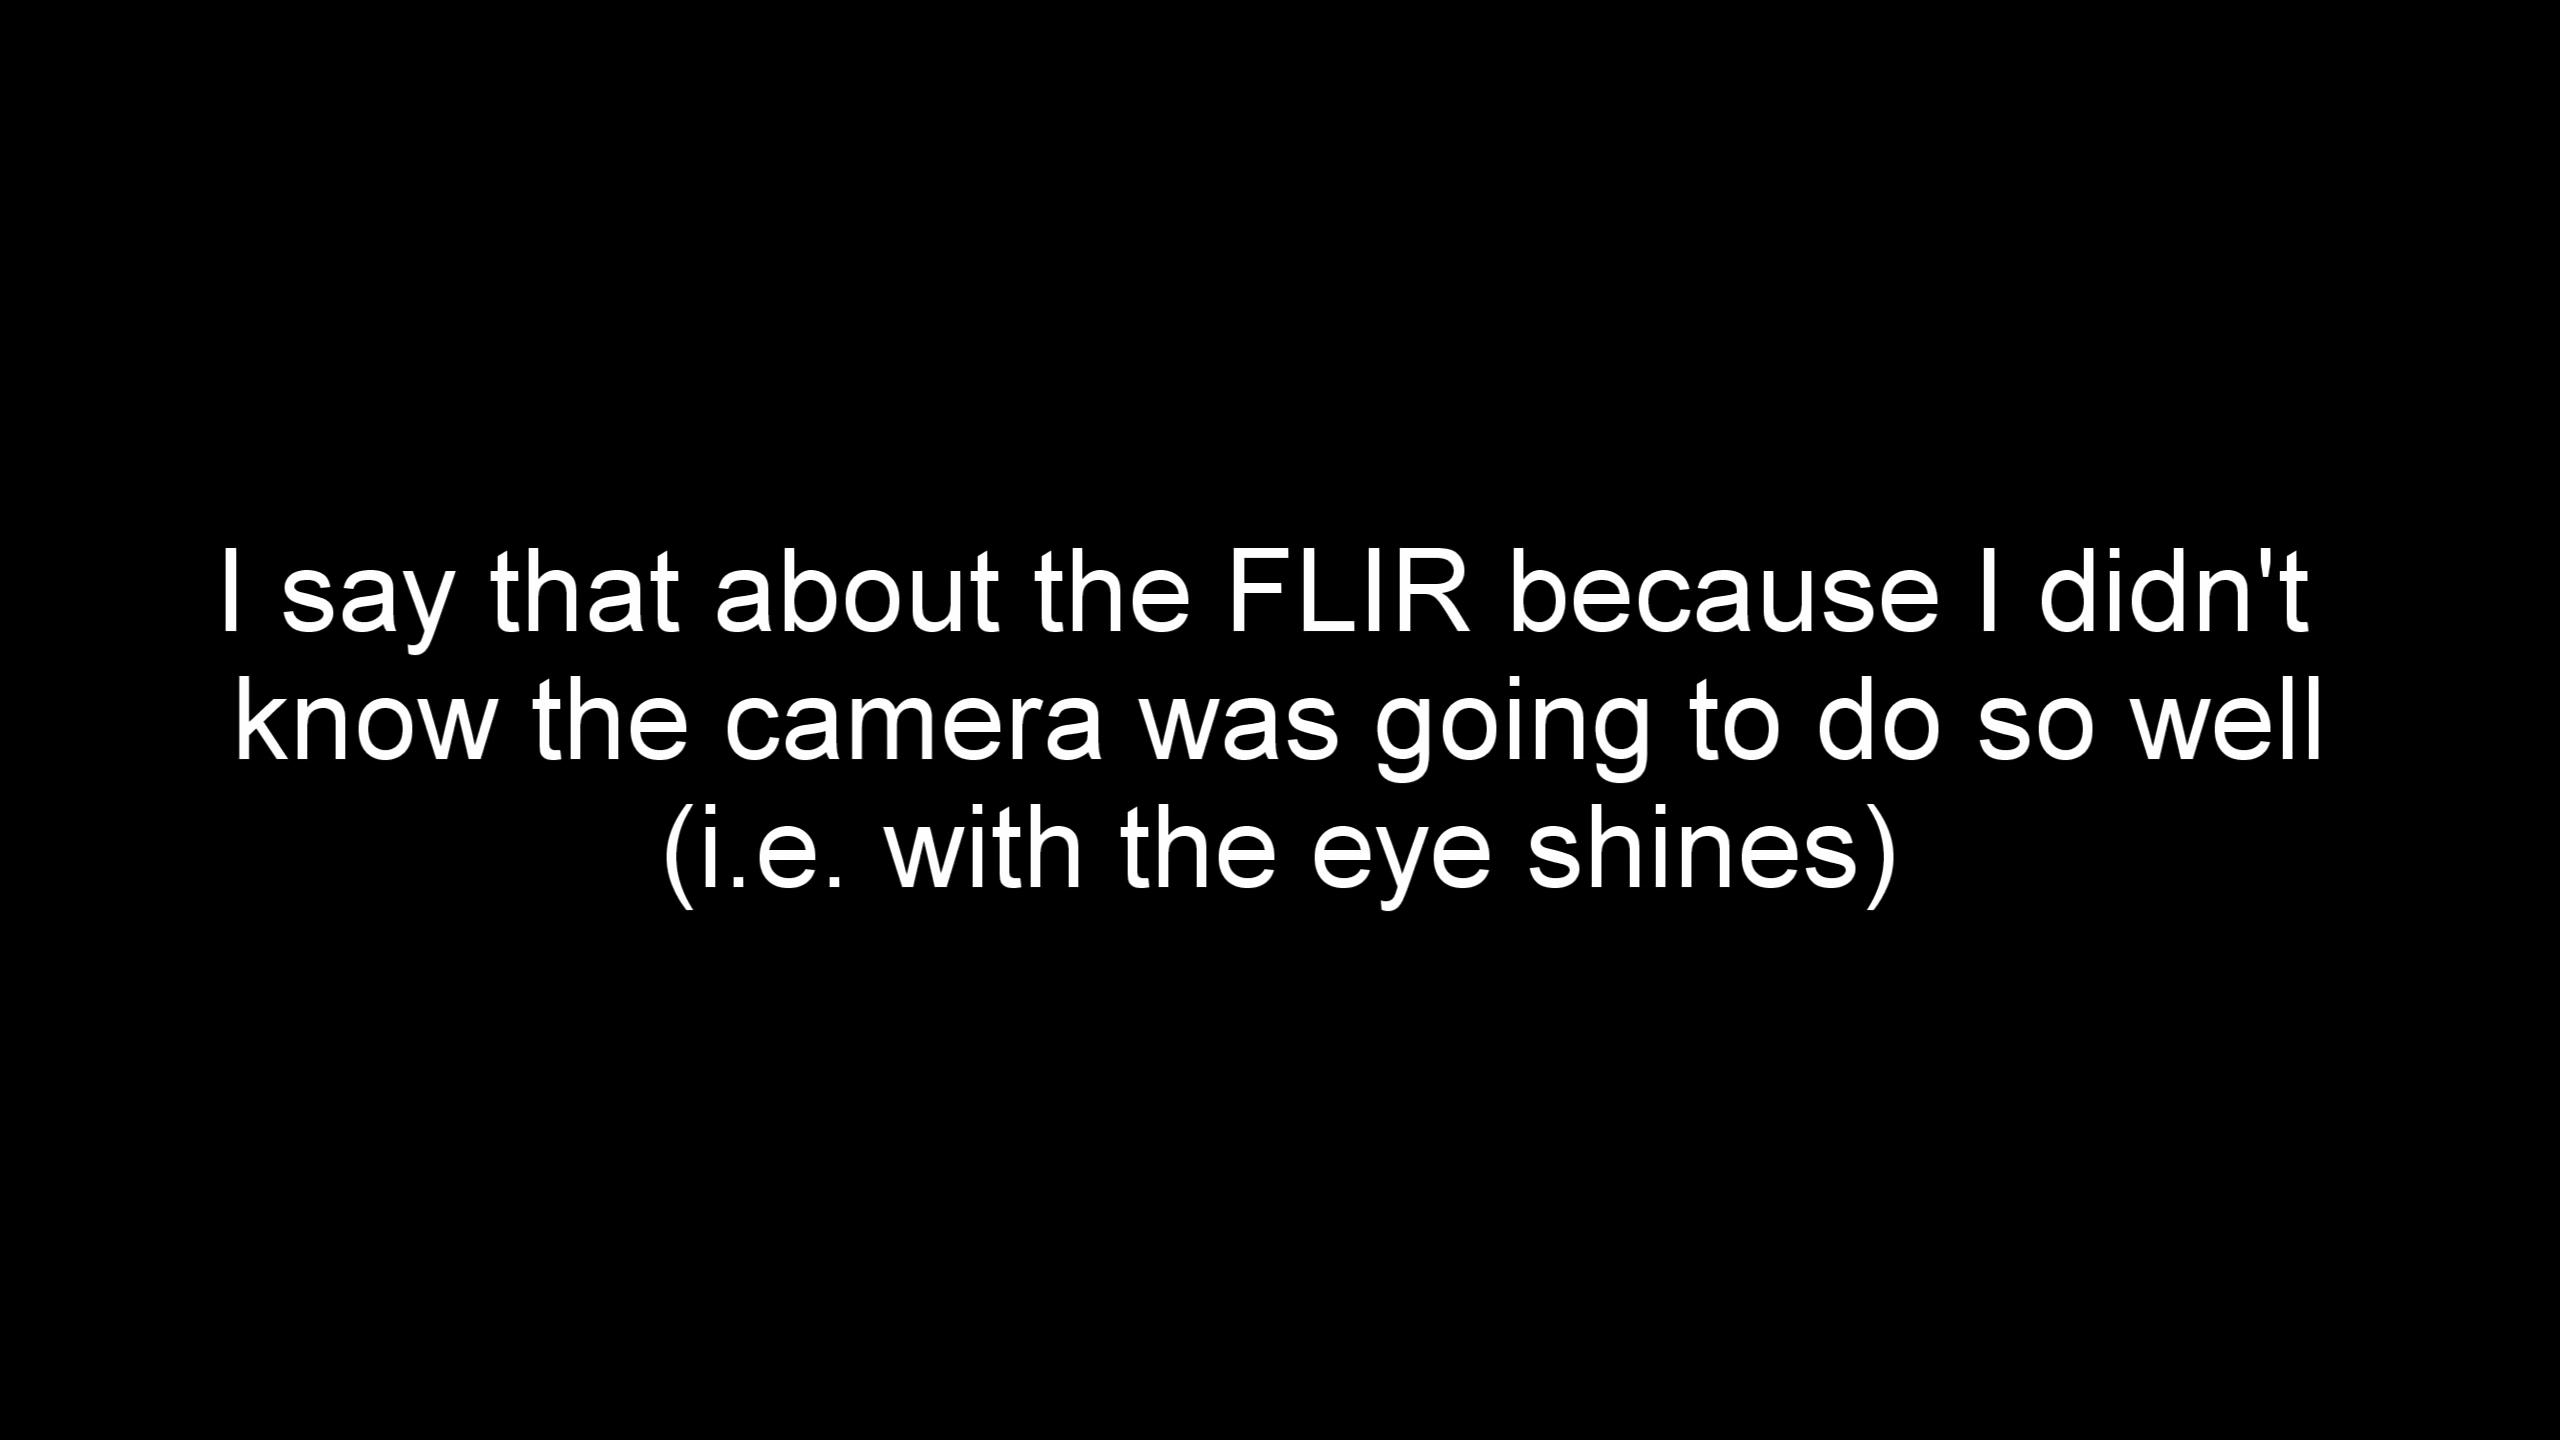 I say that about the FLIR because I didn't
know the camera was going to do so well
(i.e. with the eye shines)